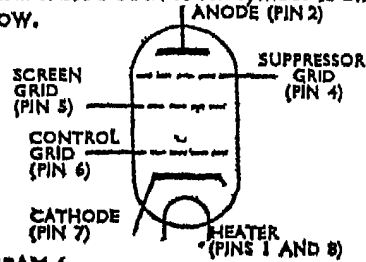 ANODE (PIN 2)
OW.
SUPPRESSOR
GRID
(PIN 4)
SCREEN
GRID
(PIN 5)
CONTROL
GRID
(PIN 6)
CATHODE
(PIN 7)
HEATER
(PINS 1 AND 8)